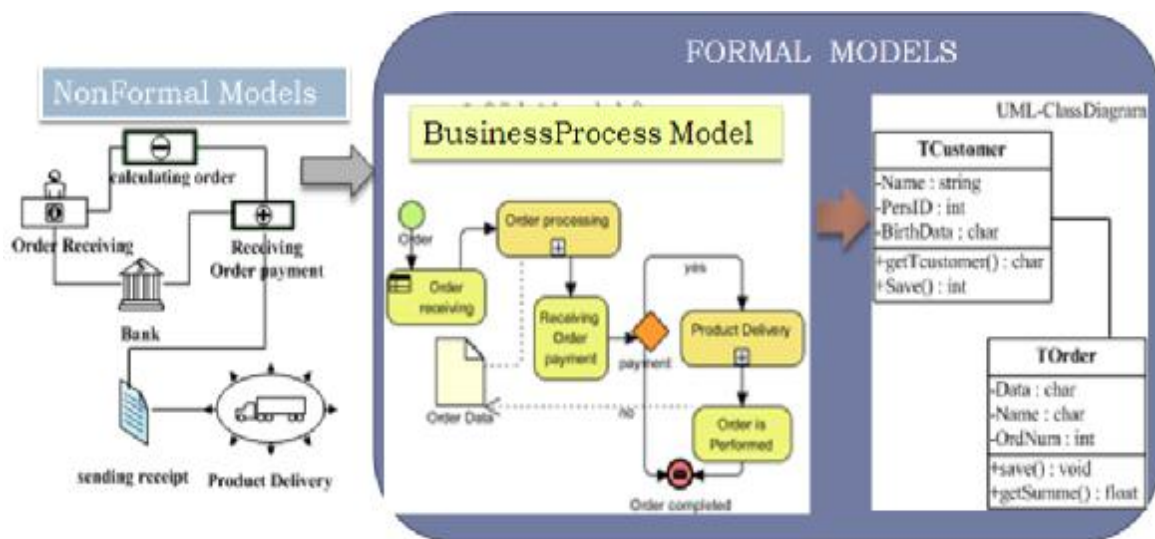 FORMAL MODELS
NonFormal Models
calculating order
Order Receiving
Receiving
Order payment
Bank
sending receipt
Product Delivery
BusinessProcess Model
Order
Order processing
Order
receiving
Receiving
Order
payment
payment
yes
no
Product Delivery
Order Data
Order is
Performed
Order completed
UML-ClassDiagram
TCustomer
-Name : string
-PersID : int
-BirthData : char
+getTcustomer() : char
+Save() : int
TOrder
-Data : char
-Name : char
-OrdNum : int
+save() : void
+getSumme() : float